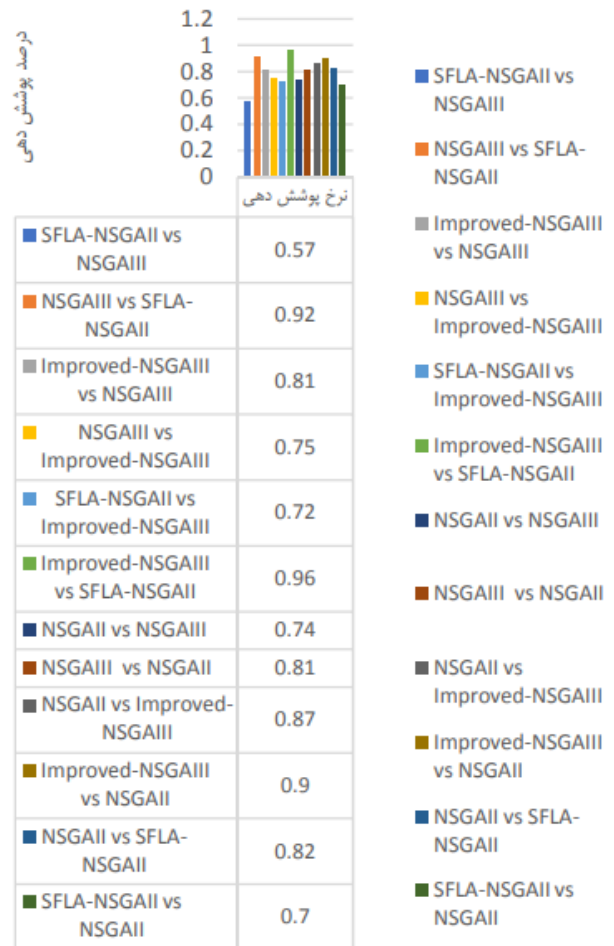 درصد پوشش دهی
1.2
1
0.8
0.6
0.4
0.2
0
نرخ پوشش دهی
SFLA-NSGAII vs
NSGAIII
0.57
NSGAIII vs SFLA-
NSGAII
0.92
Improved-NSGAIII
vs NSGAIII
0.81
NSGAIII vs
Improved-NSGAIII
0.75
SFLA-NSGAII vs
Improved-NSGAIII
0.72
Improved-NSGAIII
vs SFLA-NSGAII
0.96
NSGAII vs NSGAIII
0.74
NSGAIII vs NSGAII
0.81
NSGAII vs Improved-
NSGAIII
0.87
Improved-NSGAIII
vs NSGAII
0.9
NSGAII vs SFLA-
NSGAII
0.82
SFLA-NSGAII vs
NSGAII
0.7
SFLA-NSGAII vs
NSGAIII
NSGAIII vs SFLA-
NSGAII
Improved-NSGAIII
vs NSGAIII
NSGAIII vs
Improved-NSGAIII
SFLA-NSGAII vs
Improved-NSGAIII
Improved-NSGAIII
vs SFLA-NSGAII
NSGAII vs NSGAIII
NSGAIII vs NSGAII
NSGAII vs
Improved-NSGAIII
Improved-NSGAIII
vs NSGAII
NSGAII vs SFLA-
NSGAII
SFLA-NSGAII vs
NSGAII